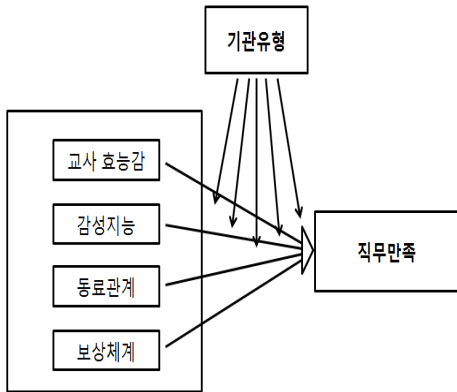 기관유형
교사 효능감
감성지능
동료관계
보상체계
직무만족